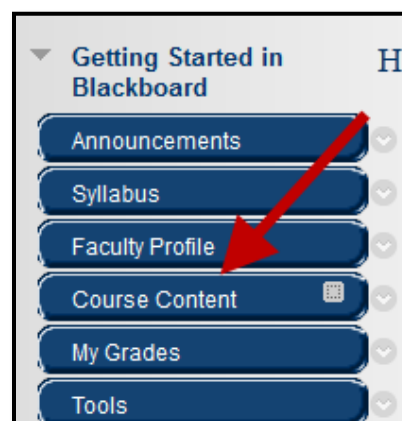 Getting Started in
Blackboard
H
Announcements
Syllabus
Faculty Profile
Course Content
My Grades
Tools